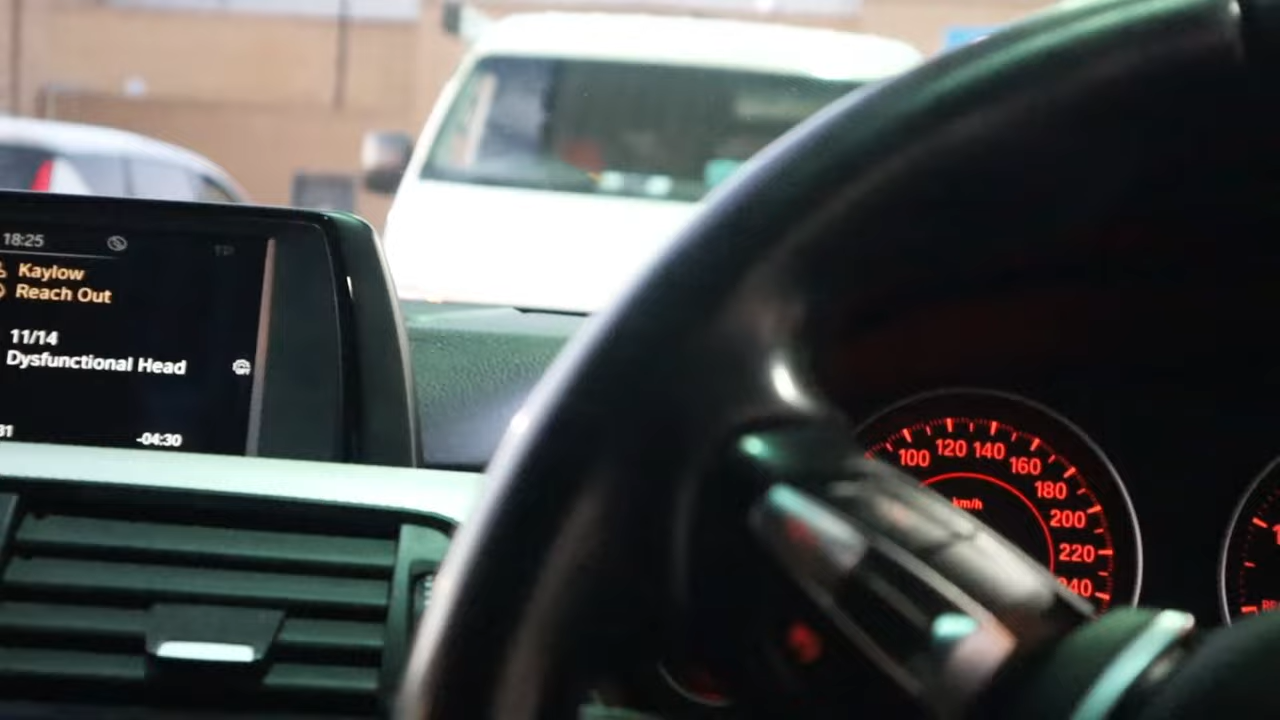 18:25
Kaylow
Reach Out
11/14
Dysfunctional Head
-04:30
100
120
140
160
180
200
220
240
km/h